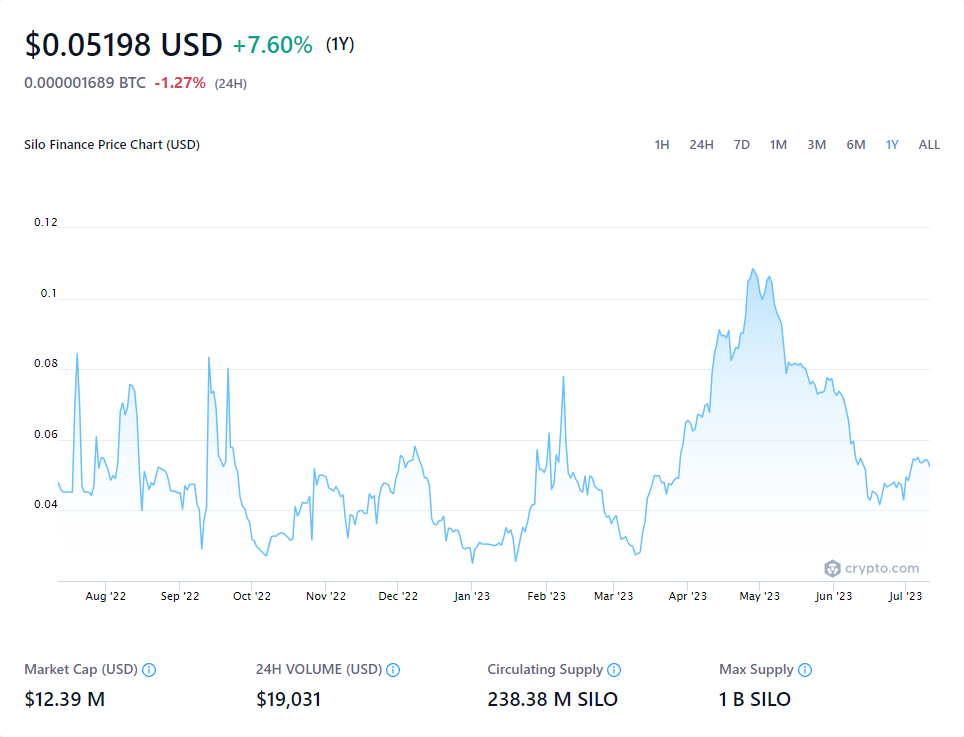 $0.05198 USD +7.60% (1Y)
0.000001689 BTC -1.27% (24H)
Silo Finance Price Chart (USD) 1H 24H 7D 1M 3M 6M 1Y ALL
0.12
0.1
0.08
0.06
0.04
crypto.com
Aug '22 Sep '22 Oct '22 Nov '22 Dec '22 Jan '23 Feb '23 Mar '23 Apr '23 May '23 Jun '23 Jul '23
Market Cap (USD) 24H VOLUME (USD) Circulating Supply Max Supply
$12.39 M $19,031 238.38 M SILO 1 B SILO